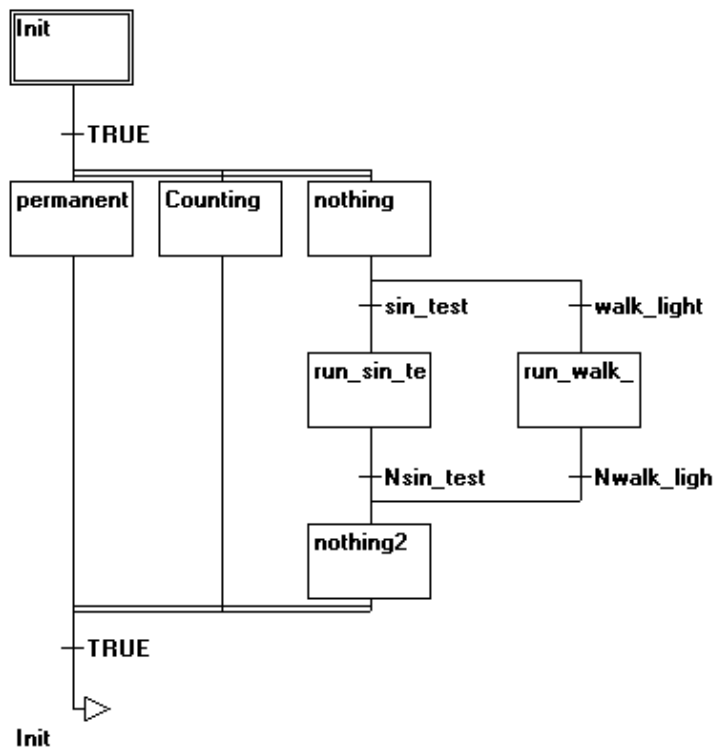 Init
TRUE
permanent
Counting
nothing
sin_test
walk_light
run_sin_te
run_walk_
Nsin_test
Nwalk_ligh
nothing2
TRUE
Init